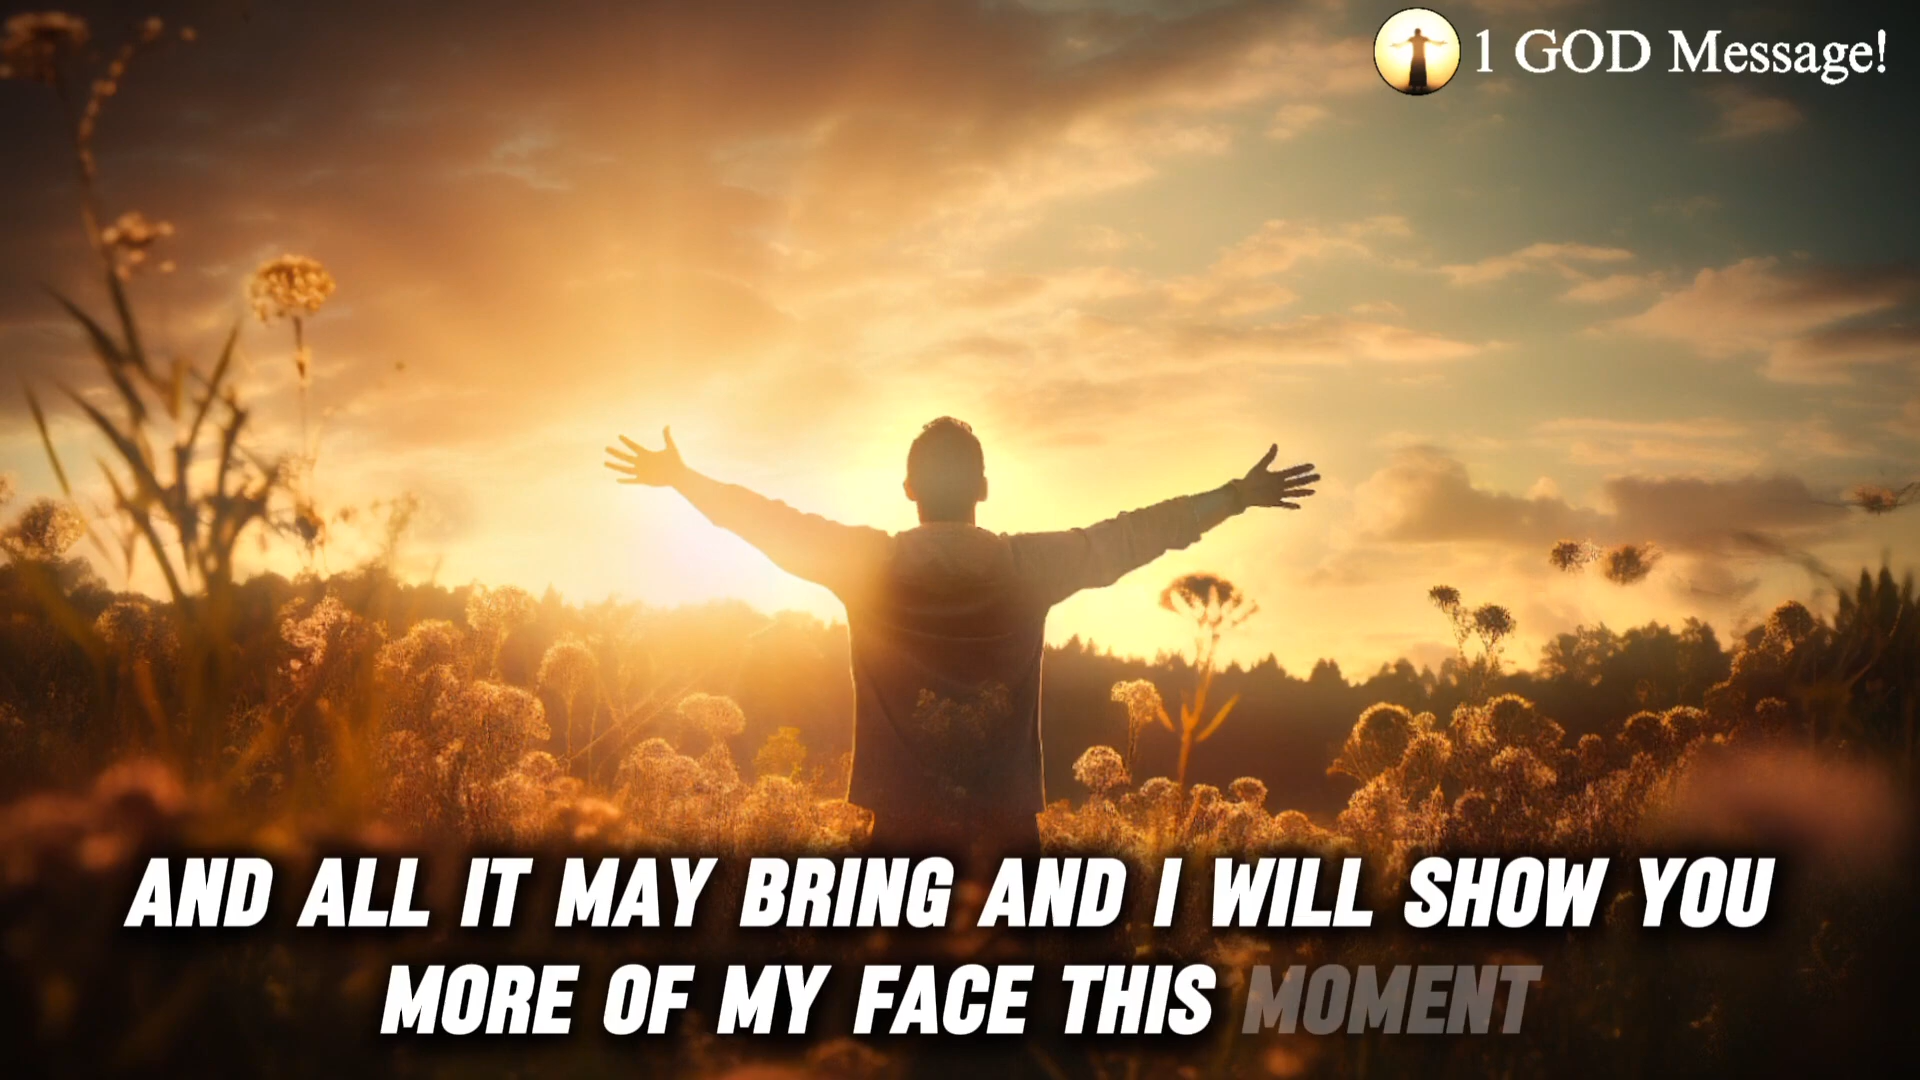 1 GOD Message!
AND ALL IT MAY BRING AND I WILL SHOW YOU
MORE OF MY FACE THIS MOMENT